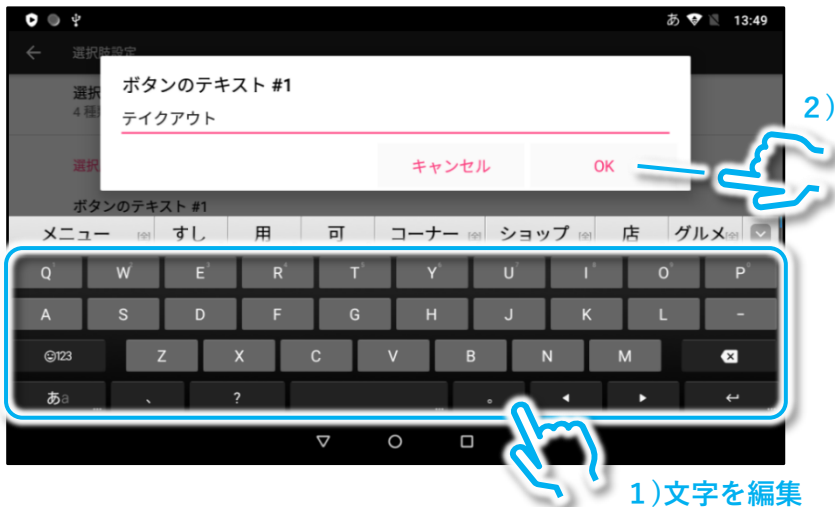 あ 13:49
選択肢設定
選択
4種
選択
ボタンのテキスト #1
テイクアウト
キャンセル OK
2)
ボタンのテキスト #1
メニュー すし 用 可 コーナー ショップ 店 グルメ
Q W E R T Y U I O P
A S D F G H J K L -
123 Z X C V B N M
あa 、 ? 。
1)文字を編集